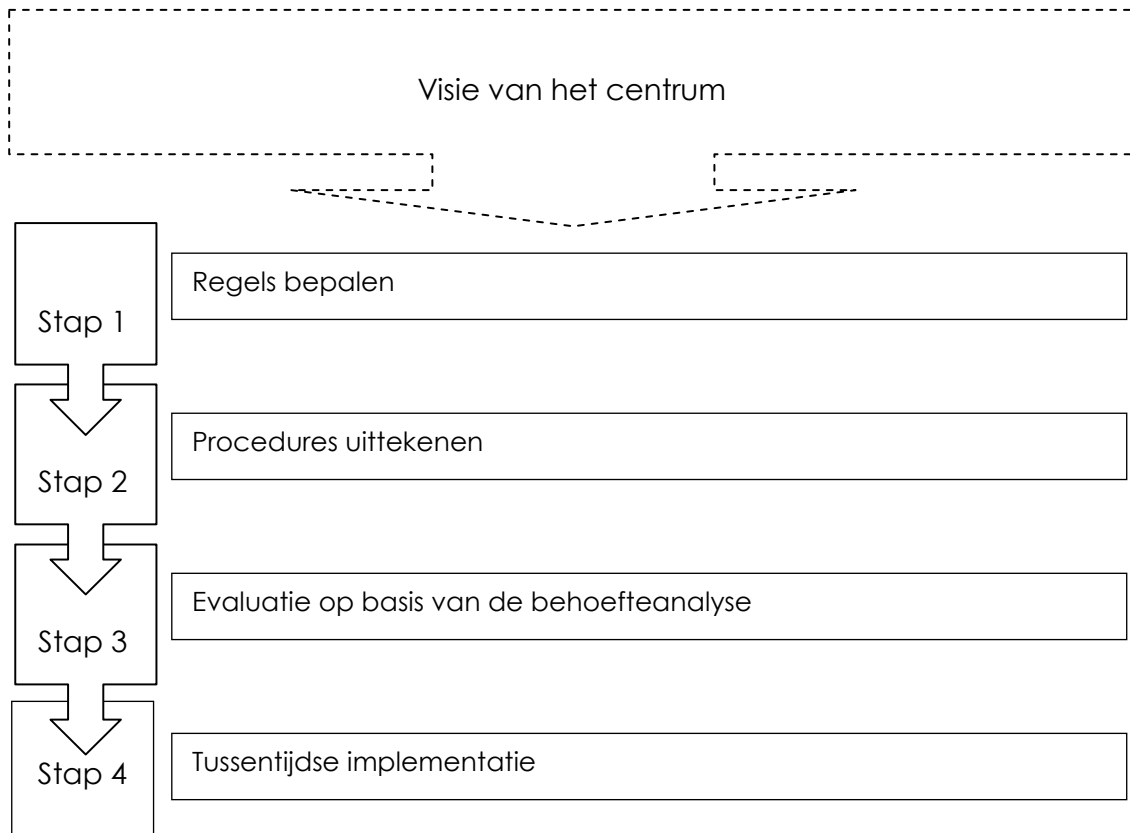 Visie van het centrum
Stap 1
Regels bepalen
Stap 2
Procedures uittekenen
Stap 3
Evaluatie op basis van de behoefteanalyse
Stap 4
Tussentijdse implementatie